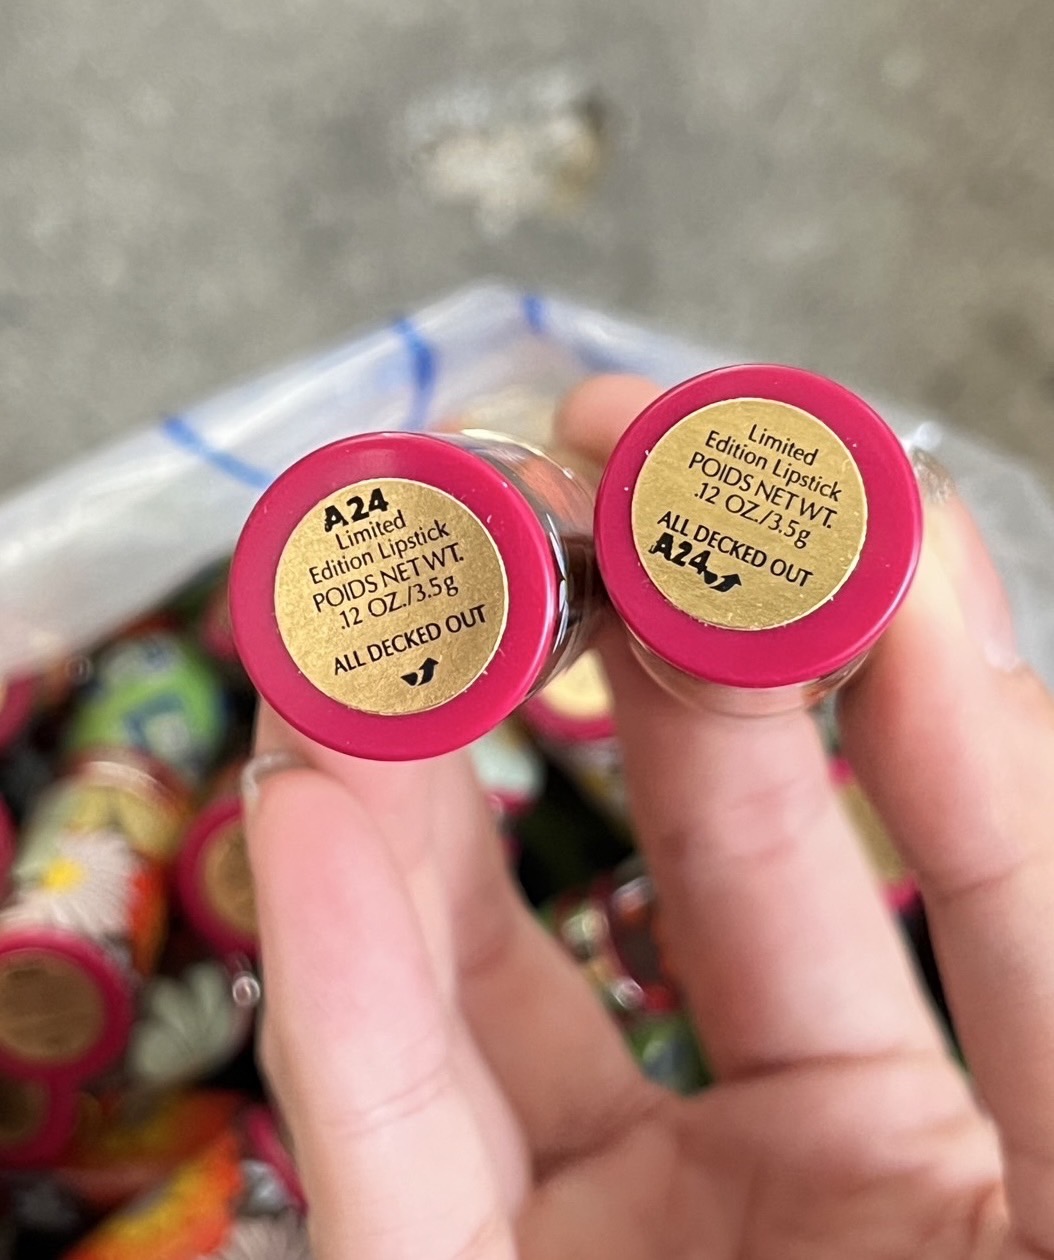 A24
Limited
Edition Lipstick
POIDS NET WT.
.12 OZ./3.5g
ALL DECKED OUT
Limited
Edition Lipstick
POIDS NET WT.
.12 OZ./3.5g
ALL DECKED OUT
A24